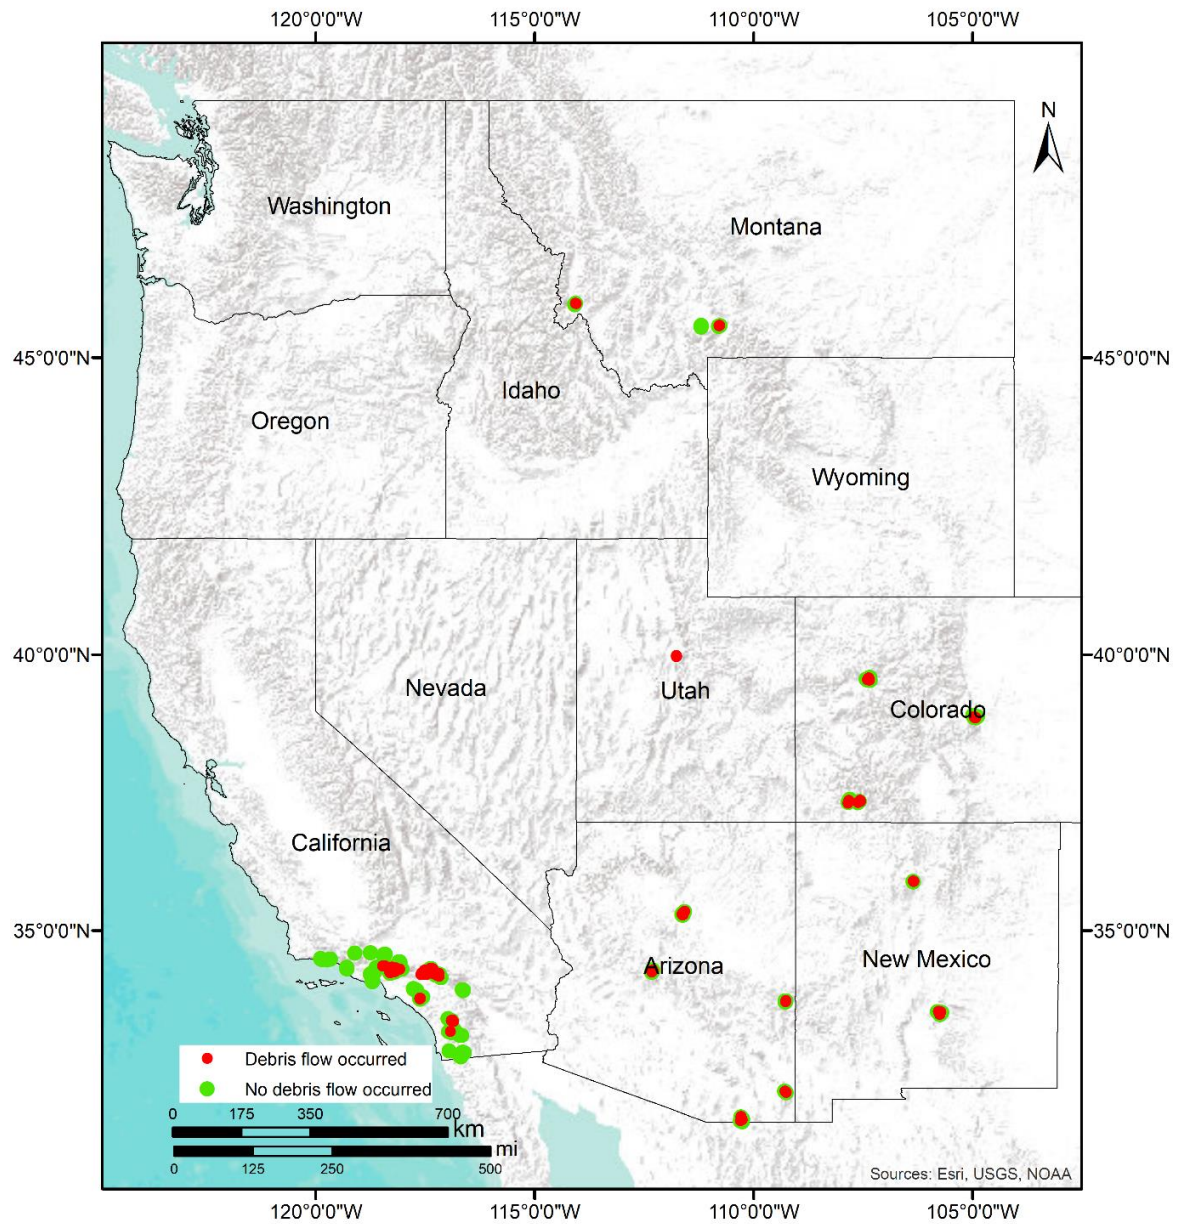 120°0'0"W 115°0'0"W 110°0'0"W 105°0'0"W
N
Washington
Montana
45°0'0"N 45°0'0"N
Idaho
Oregon
Wyoming
40°0'0"N 40°0'0"N
Nevada
Utah
Colorado
California
35°0'0"N 35°0'0"N
New Mexico
Arizona
Debris flow occurred
No debris flow occurred
0 175 350 700
km
mi
0 125 250 500
Sources: Esri, USGS, NOAA
120°0'0"W 115°0'0"W 110°0'0"W 105°0'0"W